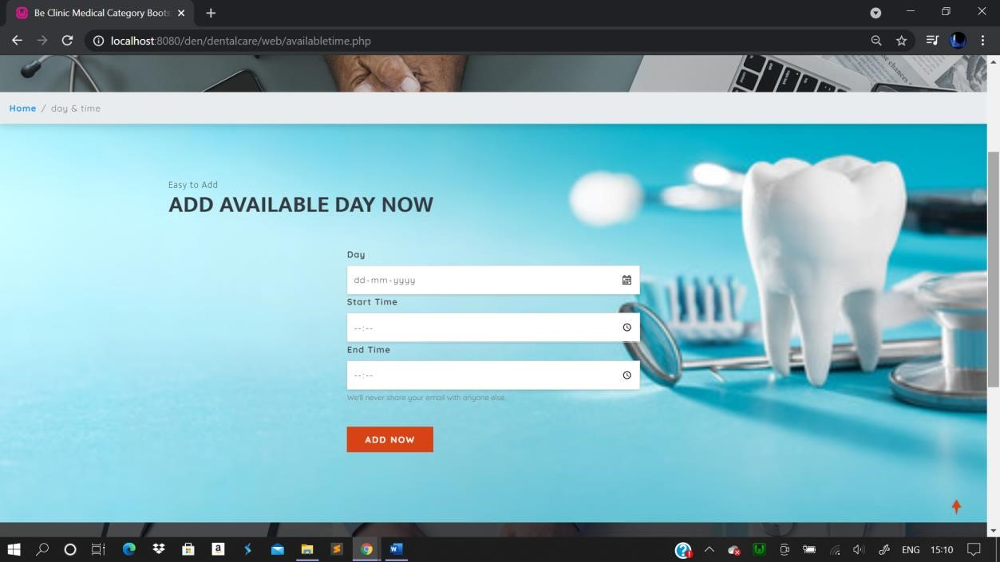 Be Clinic Medical Category Boots
localhost:8080/den/dentalcare/web/availabletime.php
chances
Home / day & time
Easy to Add
ADD AVAILABLE DAY NOW
Day
dd-mm-yyyy
Start Time
--:--
End Time
--:--
We'll never share your email with anyone else.
ADD NOW
ENG 15:10